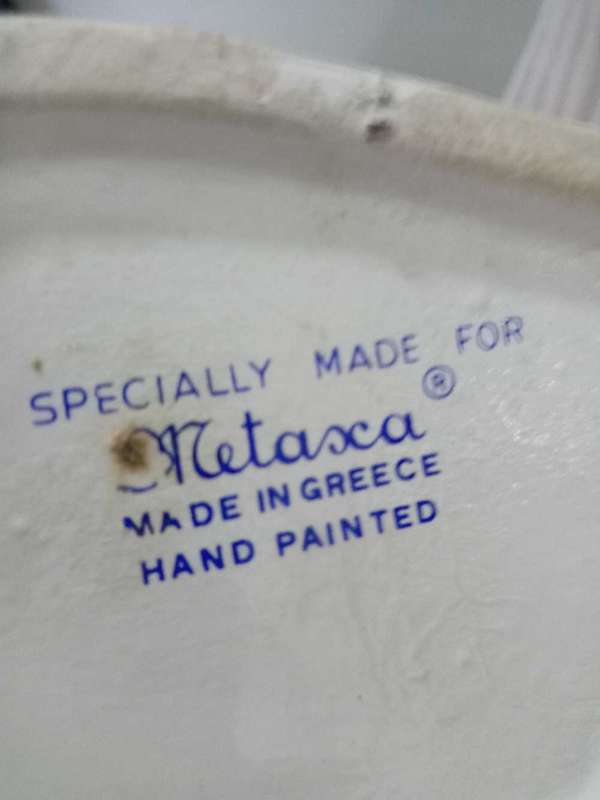 SPECIALLY MADE FOR
Metaxa ®
MADE IN GREECE
HAND PAINTED